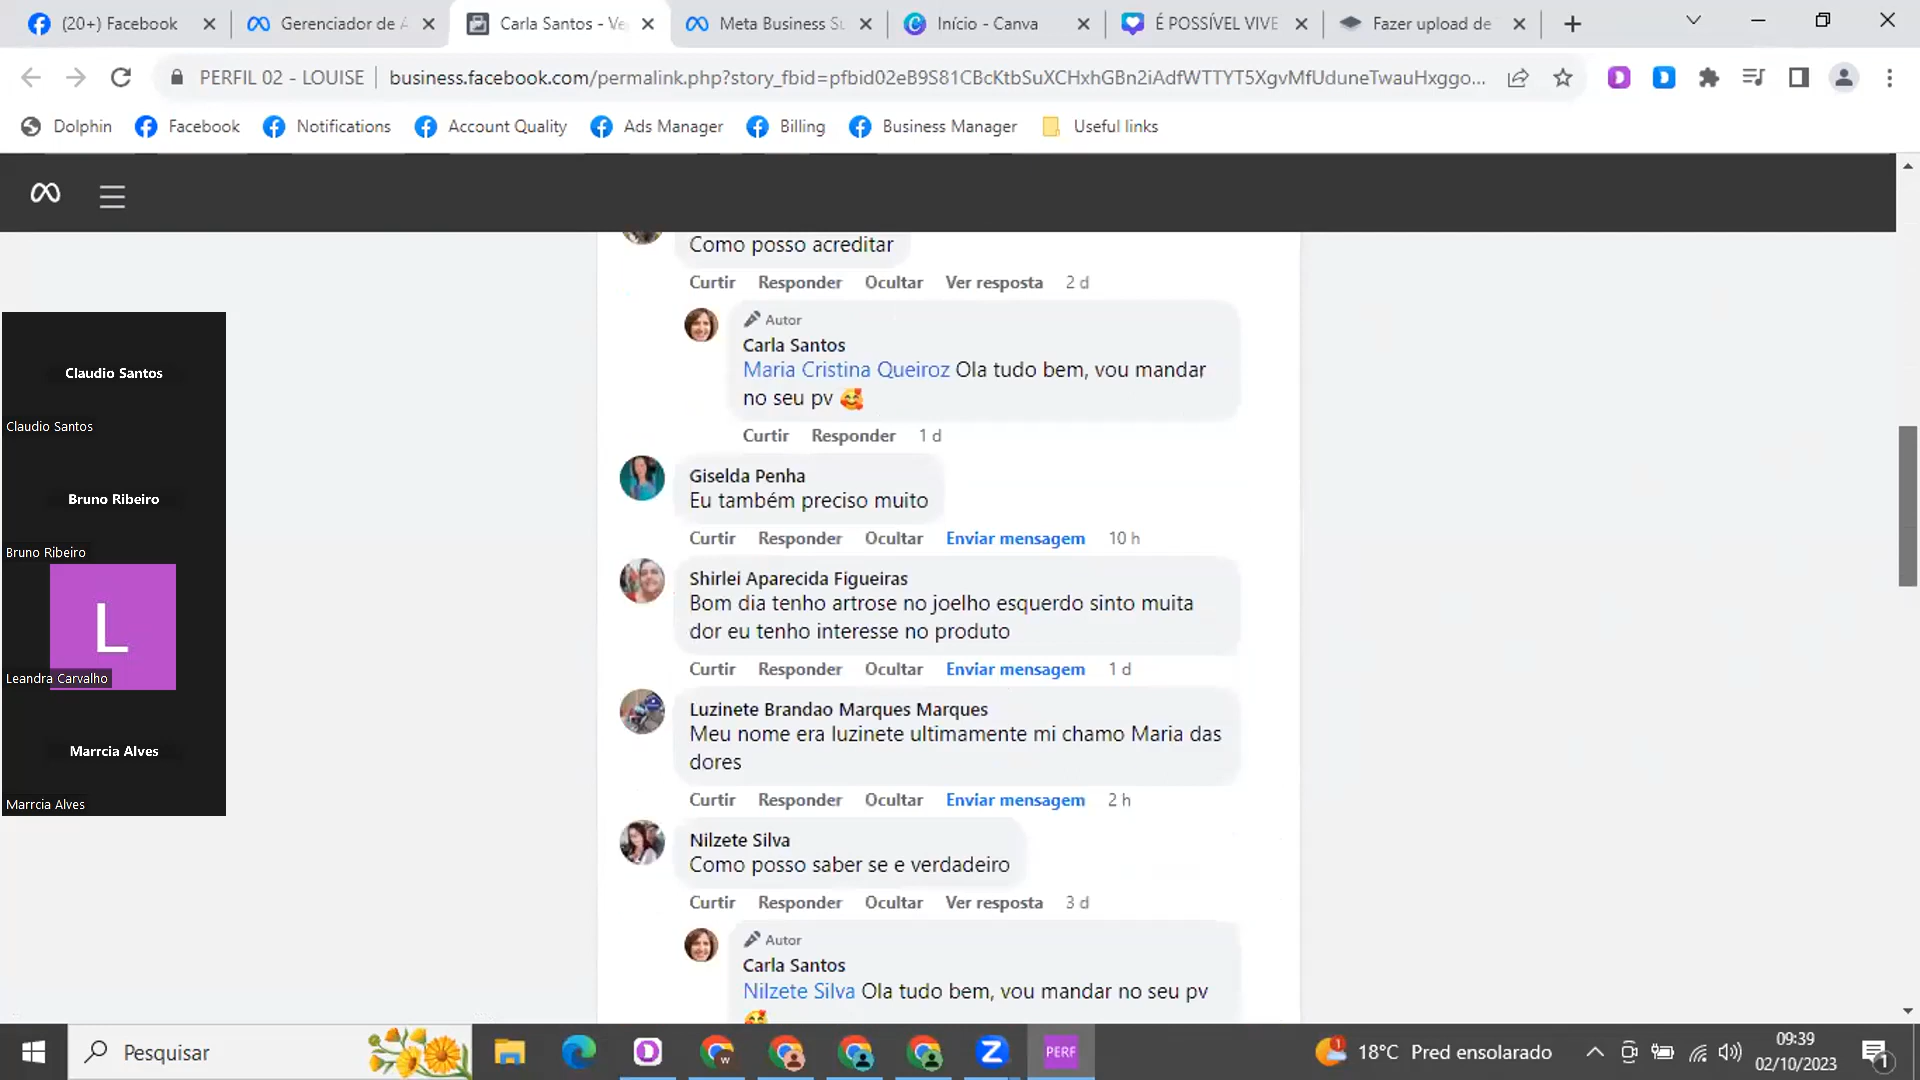 (20+) Facebook
Gerenciador de A
Carla Santos - Ve
Meta Business Su
Início - Canva
É POSSÍVEL VIVE
Fazer upload de
PERFIL 02 - LOUISE
business.facebook.com/permalink.php?story_fbid=pfbid02eB9S81CBcKtbSuXCHxhGBn2iAdfWTTYT5XgvMfUduneTwauHxggo...
Dolphin
Facebook
Notifications
Account Quality
Ads Manager
Billing
Business Manager
Useful links
Como posso acreditar
Curtir Responder Ocultar Ver resposta 2 d
Autor
Carla Santos
Maria Cristina Queiroz Ola tudo bem, vou mandar
no seu pv
Curtir Responder 1 d
Giselda Penha
Eu também preciso muito
Curtir Responder Ocultar Enviar mensagem 10 h
Shirlei Aparecida Figueiras
Bom dia tenho artrose no joelho esquerdo sinto muita
dor eu tenho interesse no produto
Curtir Responder Ocultar Enviar mensagem 1 d
Luzinete Brandao Marques Marques
Meu nome era luzinete ultimamente mi chamo Maria das
dores
Curtir Responder Ocultar Enviar mensagem 2 h
Nilzete Silva
Como posso saber se e verdadeiro
Curtir Responder Ocultar Ver resposta 3 d
Autor
Carla Santos
Nilzete Silva Ola tudo bem, vou mandar no seu pv
Claudio Santos
Claudio Santos
Bruno Ribeiro
Bruno Ribeiro
L
Leandra Carvalho
Marrcia Alves
Marrcia Alves
Pesquisar
W
PERF
1
18°C Pred ensolarado
09:39
02/10/2023
1